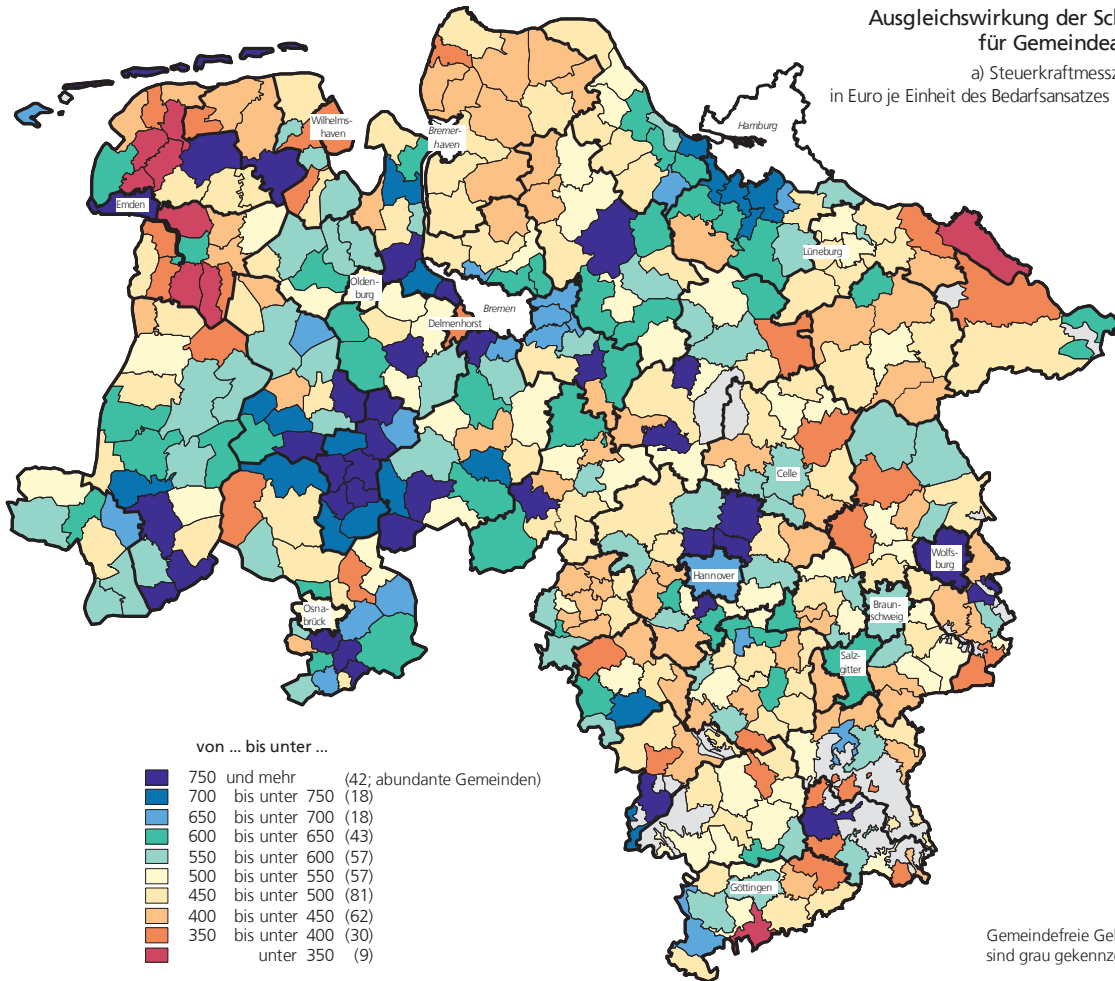 Ausgleichswirkung der Sc
für Gemeindea
a) Steuerkraftmessz
in Euro je Einheit des Bedarfsansatzes
Wilhelms-
haven
Bremer-
haven
Hamburg
Emden
Lüneburg
Olden-
burg
Bremen
Delmenhorst
Celle
Hannover
Wolfs-
burg
Braun-
schweig
Osna-
brück
Salz-
gitter
Göttingen
von ... bis unter ...
750 und mehr (42; abundante Gemeinden)
700 bis unter 750 (18)
650 bis unter 700 (18)
600 bis unter 650 (43)
550 bis unter 600 (57)
500 bis unter 550 (57)
450 bis unter 500 (81)
400 bis unter 450 (62)
350 bis unter 400 (30)
unter 350 (9)
Gemeindefreie Gel
sind grau gekennz